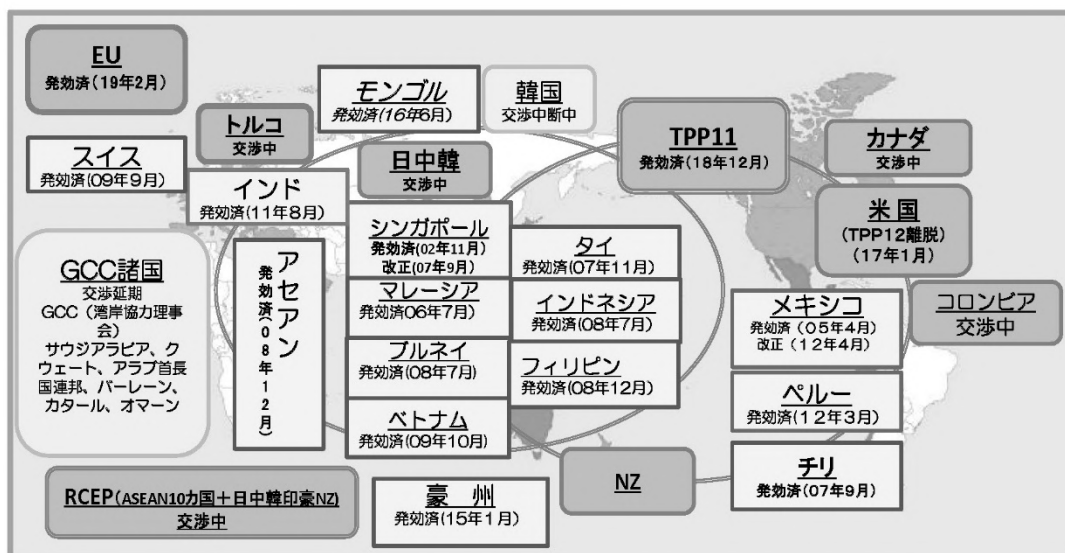 EU
発効済(19年2月)
モンゴル
発効済(16年6月)
韓国
交渉中断中
トルコ
交渉中
TPP11
発効済(18年12月)
カナダ
交渉中
スイス
発効済(09年9月)
日中韓
交渉中
インド
発効済(11年8月)
米国
(TPP12離脱)
(17年1月)
シンガポール
発効済(02年11月)
改正(07年9月)
タイ
発効済(07年11月)
GCC諸国
交渉延期
GCC(湾岸協力理事
会)
サウジアラビア、ク
ウェート、アラブ首長
国連邦、バーレーン、
カタール、オマーン
アセアン
発効済(08年12月)
マレーシア
発効済06年7月)
インドネシア
発効済(08年7月)
メキシコ
発効済(05年4月)
改正(12年4月)
コロンビア
交渉中
ブルネイ
発効済(08年7月)
フィリピン
発効済(08年12月)
ペルー
発効済(12年3月)
ベトナム
発効済(09年10月)
NZ
チリ
発効済(07年9月)
RCEP(ASEAN10カ国＋日中韓印豪NZ)
交渉中
豪 州
発効済(15年1月)